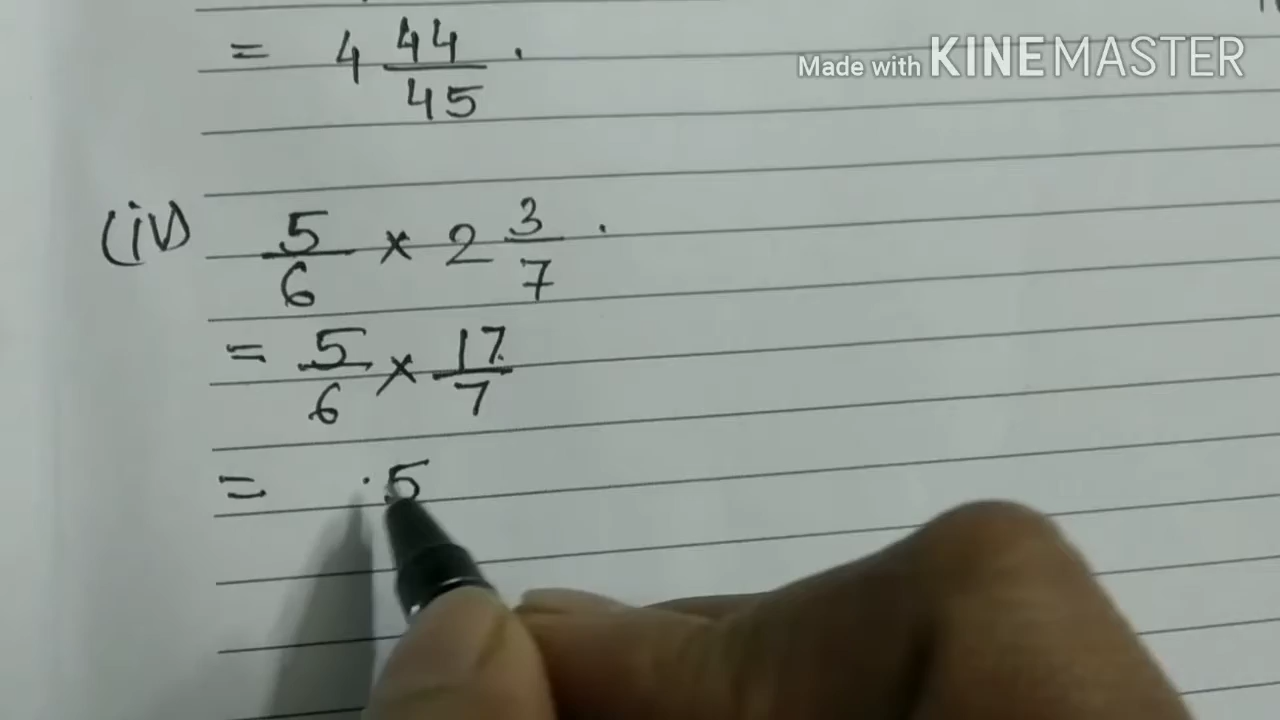 = 4 44/45 .
Made with KINEMASTER
(iv) 5/6 × 2 3/7 .
= 5/6 × 17/7
= .5